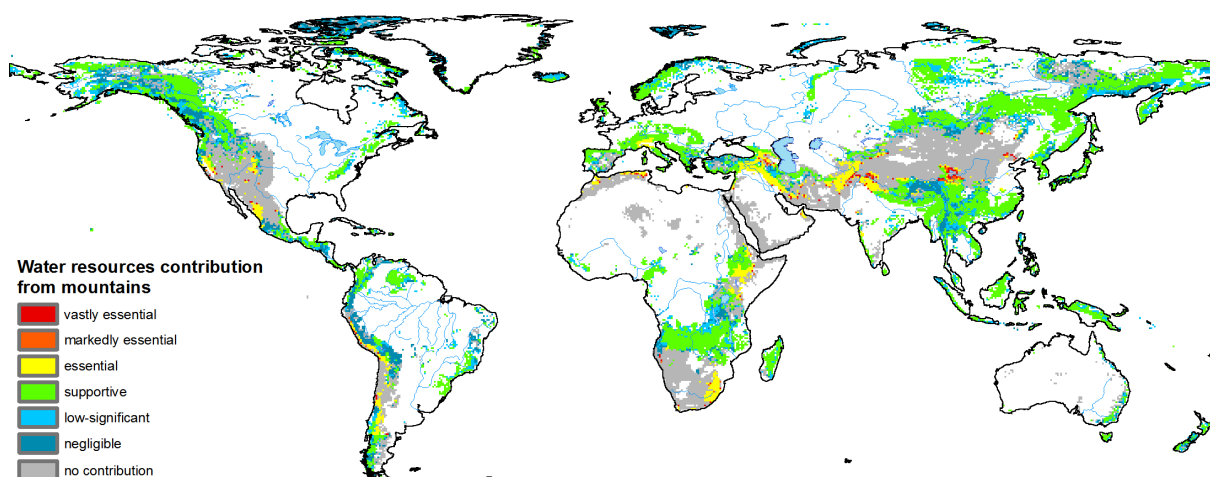 Water resources contribution
from mountains
vastly essential
markedly essential
essential
supportive
low-significant
negligible
no contribution